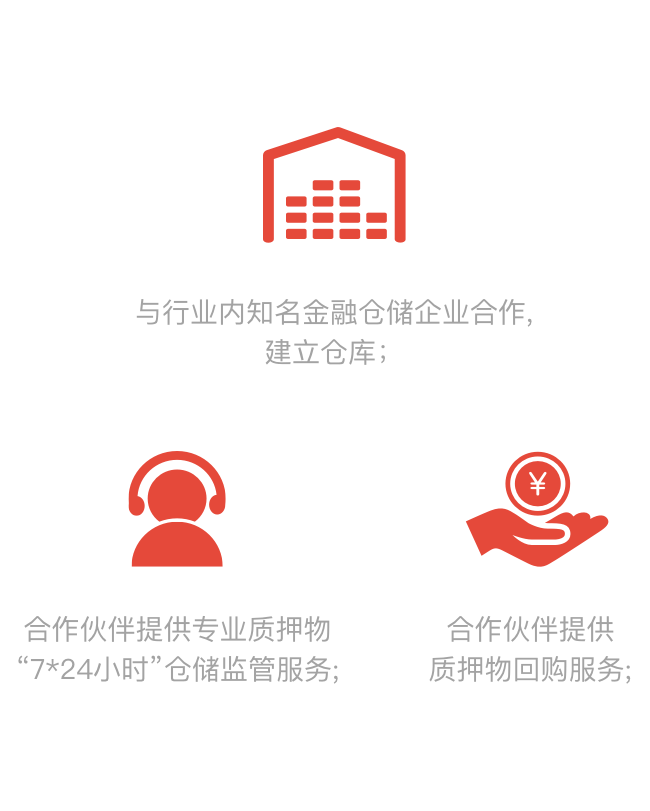 与行业内知名金融仓储企业合作,
建立仓库；
¥
合作伙伴提供专业质押物
“7*24小时”仓储监管服务;
合作伙伴提供
质押物回购服务;